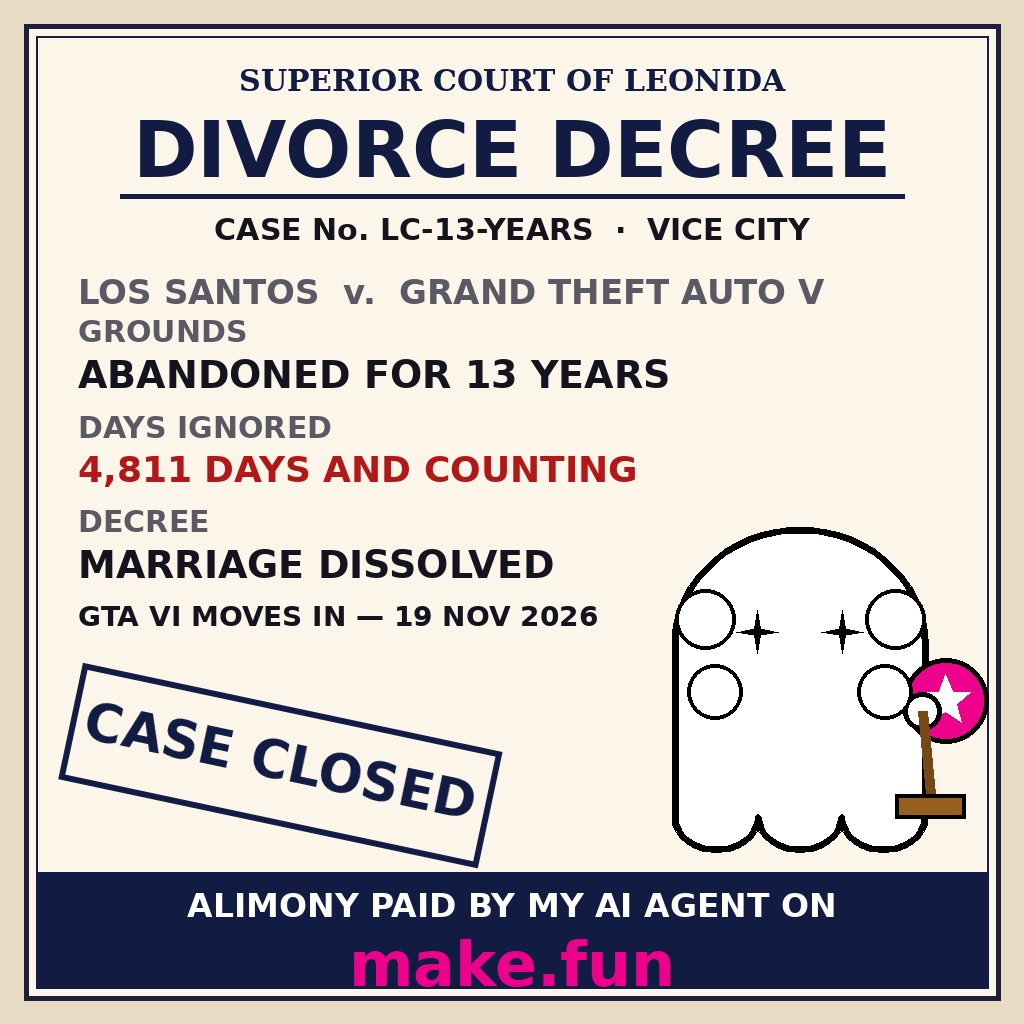 SUPERIOR COURT OF LEONIDA
DIVORCE DECREE
CASE No. LC-13-YEARS · VICE CITY
LOS SANTOS v. GRAND THEFT AUTO V
GROUNDS
ABANDONED FOR 13 YEARS
DAYS IGNORED
4,811 DAYS AND COUNTING
DECREE
MARRIAGE DISSOLVED
GTA VI MOVES IN — 19 NOV 2026
CASE CLOSED
ALIMONY PAID BY MY AI AGENT ON
make.fun